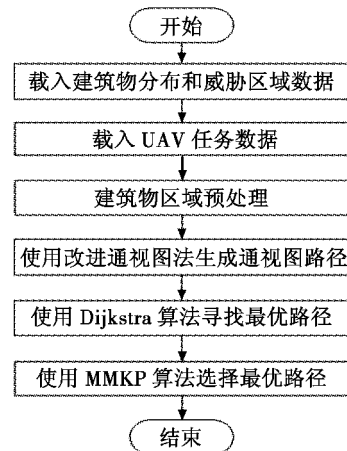 开始
载入建筑物分布和威胁区域数据
载入 UAV 任务数据
建筑物区域预处理
使用改进通视图法生成通视图路径
使用 Dijkstra 算法寻找最优路径
使用 MMKP 算法选择最优路径
结束